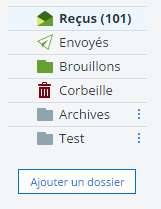 Reçus (101)
Envoyés
Brouillons
Corbeille
Archives
Test
Ajouter un dossier